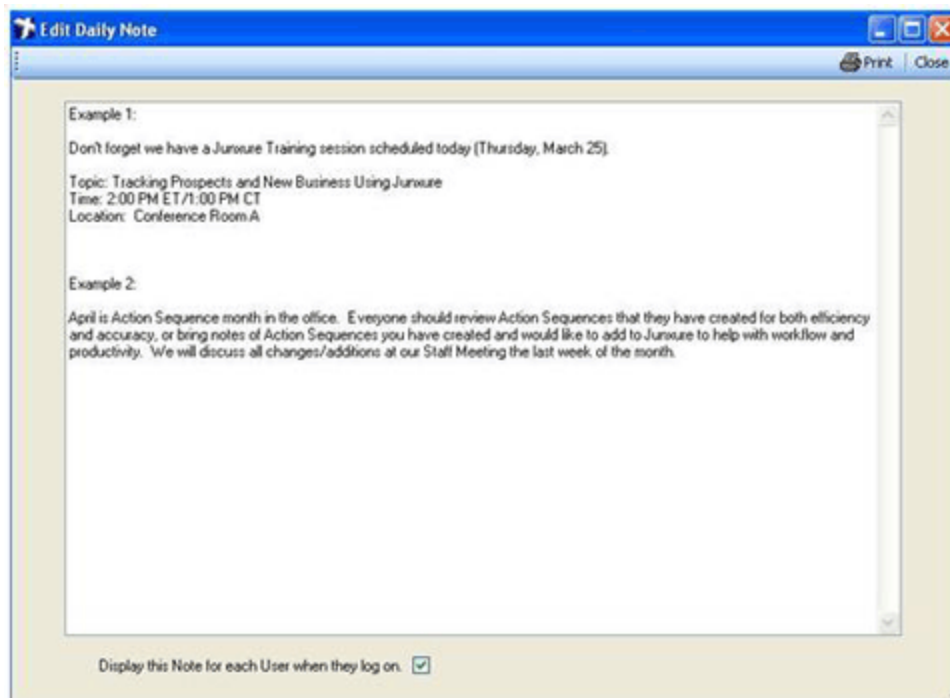 Edit Daily Note
Print Close
Example 1:
Don't forget we have a Junxure Training session scheduled today (Thursday, March 25).
Topic: Tracking Prospects and New Business Using Junxure
Time: 2:00 PM ET/1:00 PM CT
Location: Conference Room A
Example 2:
April is Action Sequence month in the office. Everyone should review Action Sequences that they have created for both efficiency
and accuracy, or bring notes of Action Sequences you have created and would like to add to Junxure to help with workflow and
productivity. We will discuss all changes/additions at our Staff Meeting the last week of the month.
Display this Note for each User when they log on.